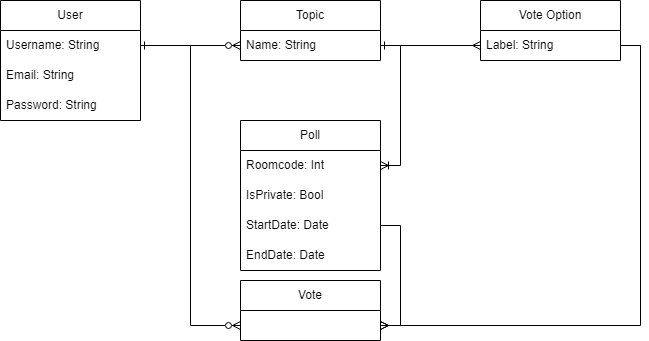 User
Username: String
Email: String
Password: String
Topic
Name: String
Vote Option
Label: String
Poll
Roomcode: Int
IsPrivate: Bool
StartDate: Date
EndDate: Date
Vote